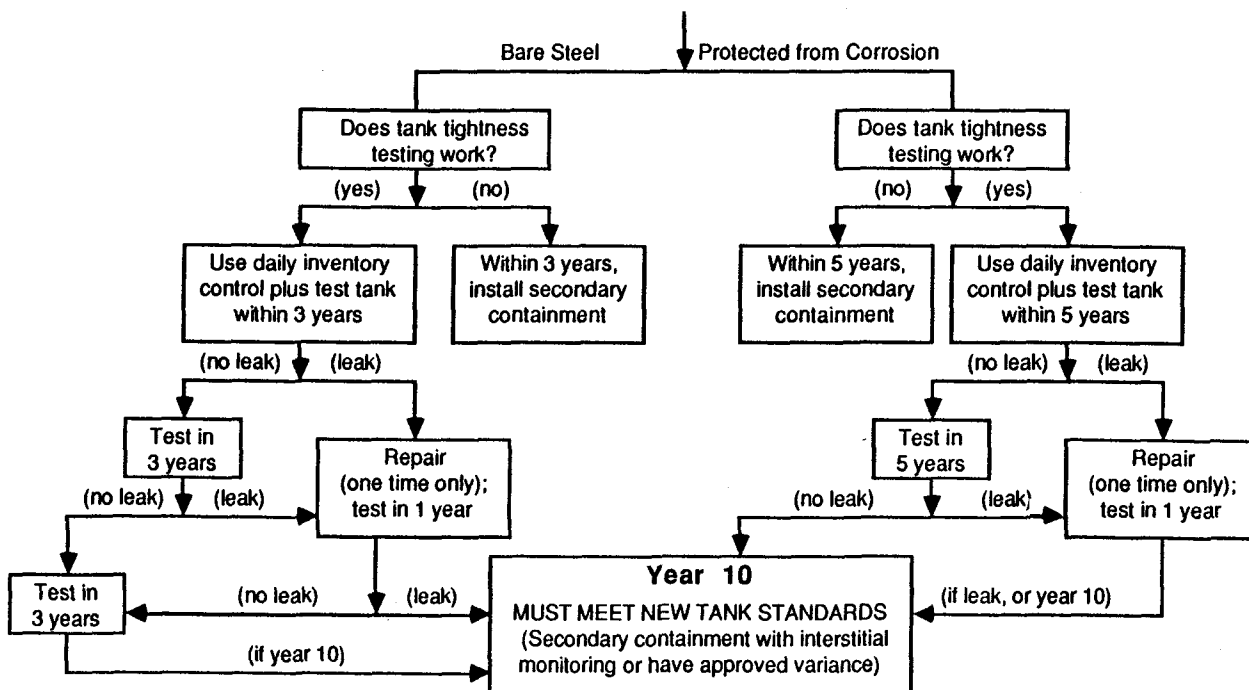 Bare Steel
Protected from Corrosion
Does tank tightness
testing work?
Does tank tightness
testing work?
(yes)
(no)
(no)
(yes)
Use daily inventory
control plus test tank
within 3 years
Within 3 years,
install secondary
containment
Within 5 years,
install secondary
containment
Use daily inventory
control plus test tank
within 5 years
(no leak)
(leak)
(no leak)
(leak)
Test in
3 years
Repair
(one time only);
test in 1 year
Test in
5 years
Repair
(one time only);
test in 1 year
(no leak)
(leak)
(no leak)
(leak)
Test in
3 years
(no leak)
(leak)
Year 10
MUST MEET NEW TANK STANDARDS
(Secondary containment with interstitial
monitoring or have approved variance)
(if leak, or year 10)
(if year 10)